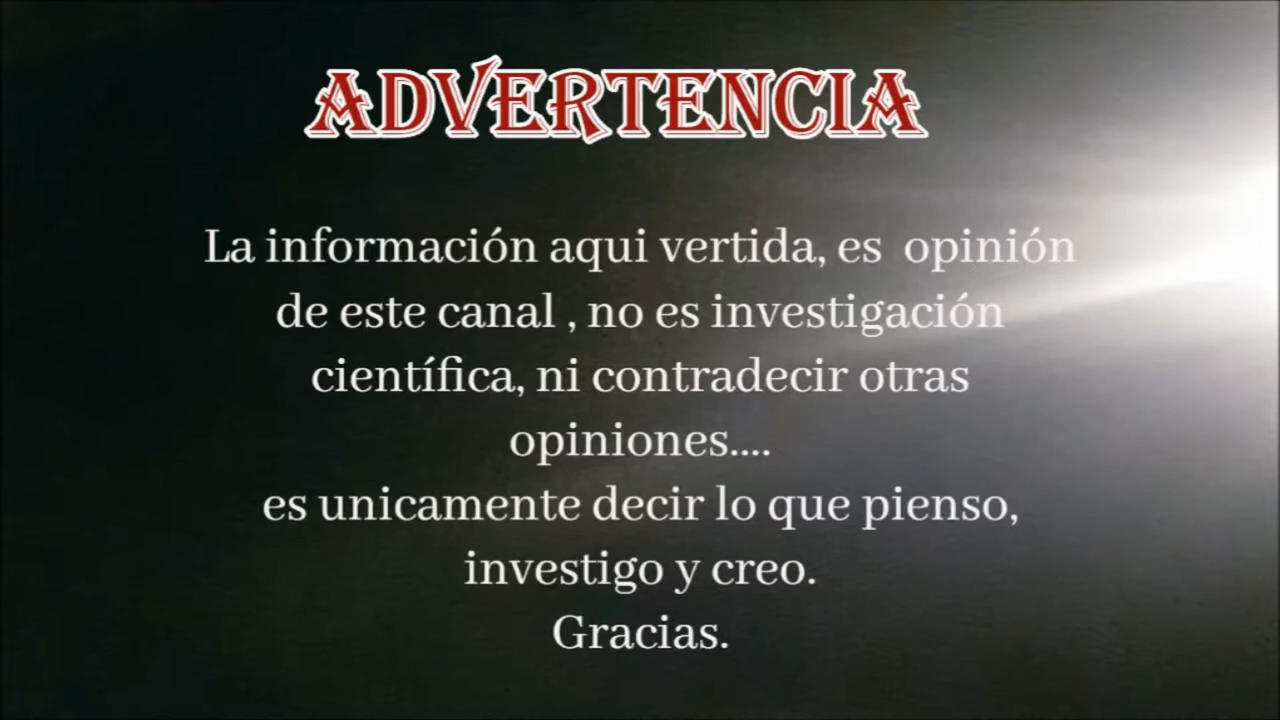 ADVERTENCIA
La información aqui vertida, es opinión
de este canal , no es investigación
científica, ni contradecir otras
opiniones....
es unicamente decir lo que pienso,
investigo y creo.
Gracias.